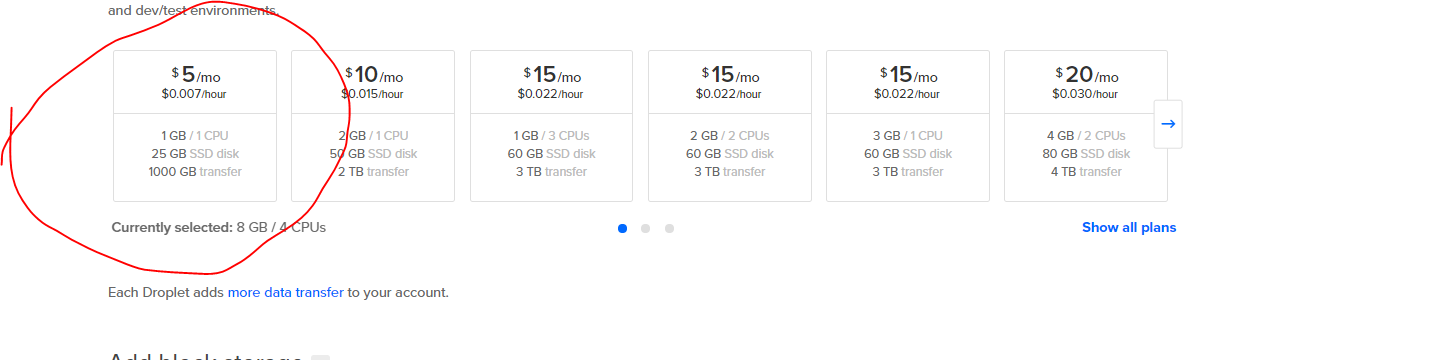 and dev/test environments.
$5/mo
$0.007/hour
1 GB / 1 CPU
25 GB SSD disk
1000 GB transfer
$10/mo
$0.015/hour
2 GB / 1 CPU
50 GB SSD disk
2 TB transfer
$15/mo
$0.022/hour
1 GB / 3 CPUs
60 GB SSD disk
3 TB transfer
$15/mo
$0.022/hour
2 GB / 2 CPUs
60 GB SSD disk
3 TB transfer
$15/mo
$0.022/hour
3 GB / 1 CPU
60 GB SSD disk
3 TB transfer
$20/mo
$0.030/hour
4 GB / 2 CPUs
80 GB SSD disk
4 TB transfer
Currently selected: 8 GB / 4 CPUs
Show all plans
Each Droplet adds more data transfer to your account.
Add block storage